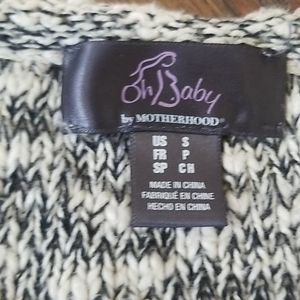 Oh Baby
by MOTHERHOOD®
US S
FR P
SP CH
MADE IN CHINA
FABRIQUÉ EN CHINE
HECHO EN CHINA